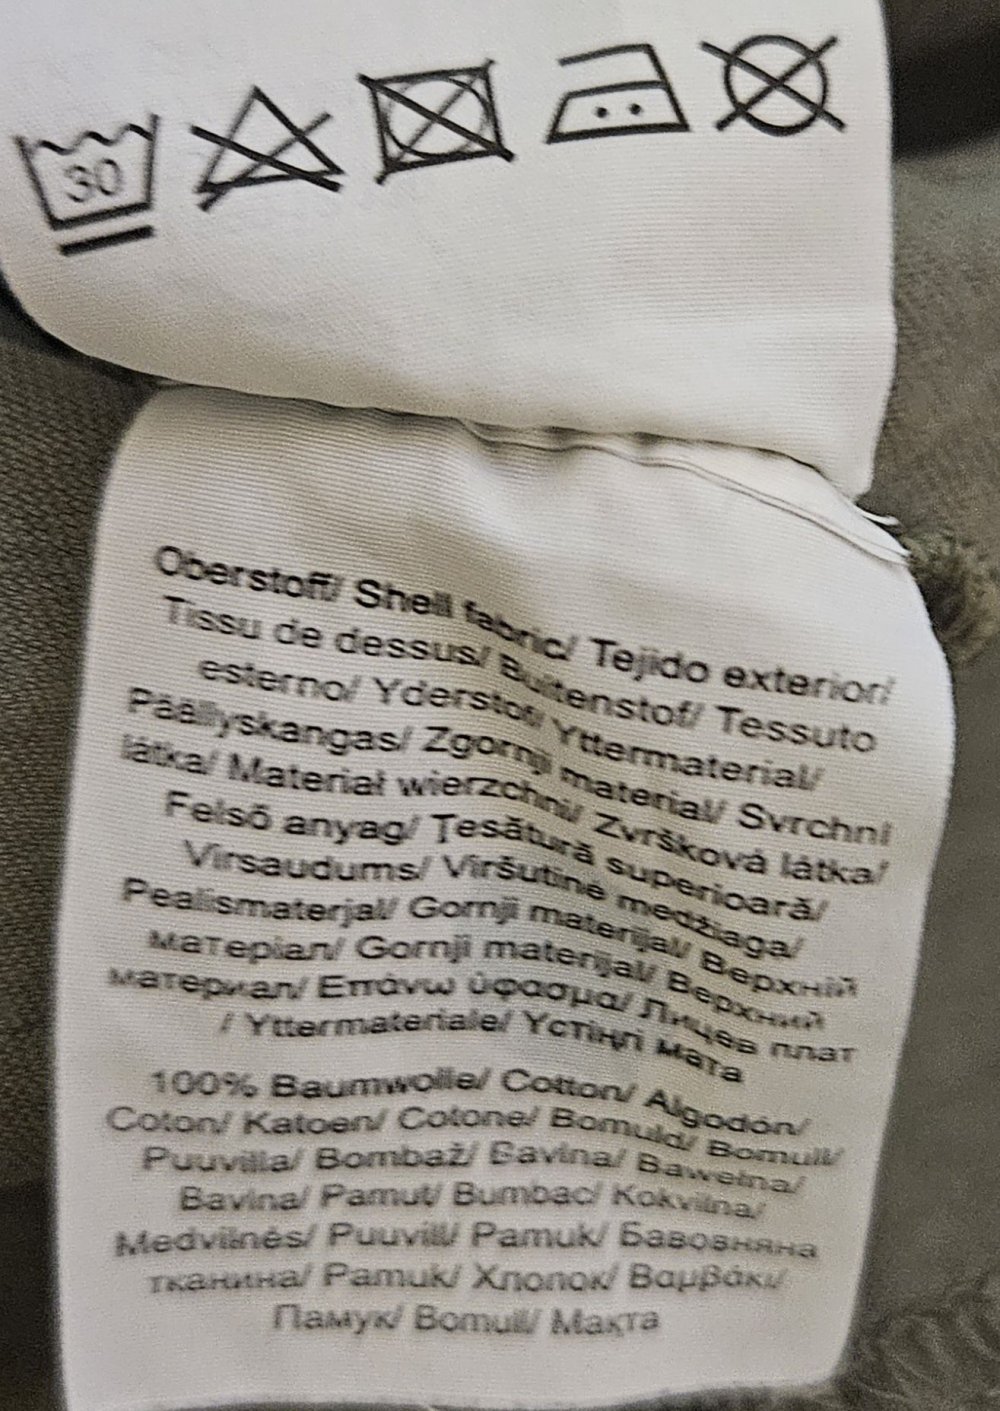 30
Oberstoff/ Shell fabric/ Tejido exterior/
Tissu de dessus/ Buitenstof/ Tessuto
esterno/ Yderstof/ Yttermaterial/
Päällyskangas/ Zgornji material/ Svrchní
látka/ Materiał wierzchni/ Zvršková látka/
Felső anyag/ Țesătură superioară/
Virsaudums/ Viršutinė medžiaga/
Pealismaterjal/ Gornji materijal/ Верхній
матеріал/ Gornji materijal/ Верхний
материал/ Επάνω ύφασμα/ Лицев плат
/ Yttermateriale/ Үстіңгі мата
100% Baumwolle/ Cotton/ Algodón/
Coton/ Katoen/ Cotone/ Bomuld/ Bomull/
Puuvilla/ Bombaž/ Bavlna/ Bawełna/
Bavlna/ Pamut/ Bumbac/ Kokvilna/
Medvilnės/ Puuvill/ Pamuk/ Бавовняна
тканина/ Pamuk/ Хлопок/ Βαμβάκι/
Памук/ Bomull/ Мақта